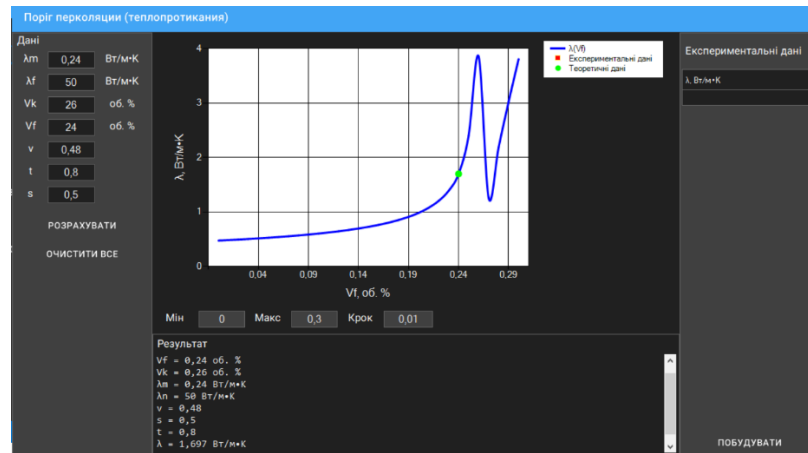 Поріг перколяции (теплопротикания)
Дані
λm 0,24 Вт/м•К
λf 50 Вт/м•К
Vk 26 об. %
Vf 24 об. %
v 0,48
t 0,8
s 0,5
РОЗРАХУВАТИ
ОЧИСТИТИ ВСЕ
λ, Вт/м•К
4
3
2
1
0
0,04 0,09 0,14 0,19 0,24 0,29
Vf, об. %
λ(Vf)
Експериментальні дані
Теоретичні дані
Мін 0 Макс 0,3 Крок 0,01
Результат
Vf = 0,24 об. %
Vk = 0,26 об. %
λm = 0,24 Вт/м•К
λn = 50 Вт/м•К
v = 0,48
s = 0,5
t = 0,8
λ = 1,697 Вт/м•К
Експериментальні дані
λ, Вт/м•К
ПОБУДУВАТИ